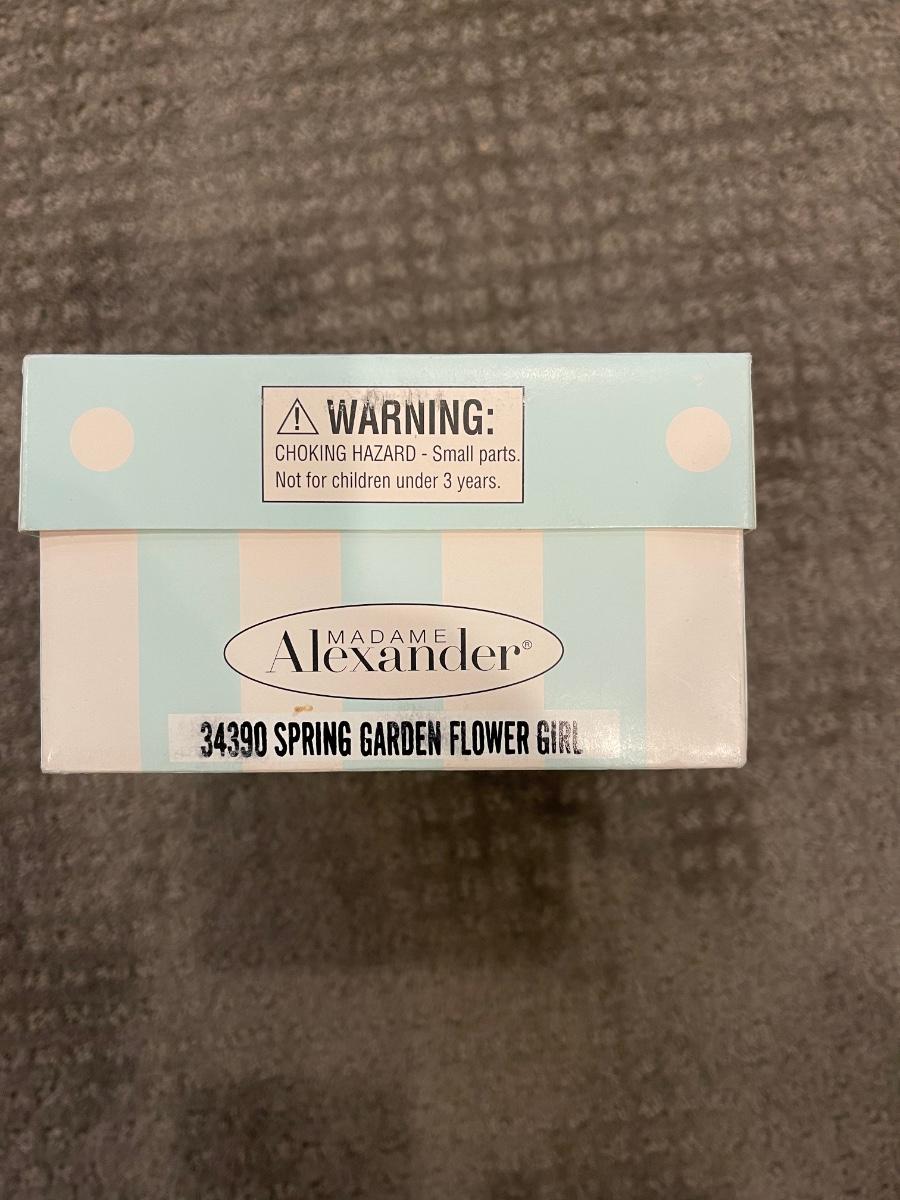 WARNING:
CHOKING HAZARD - Small parts.
Not for children under 3 years.
MADAME
Alexander®
34390 SPRING GARDEN FLOWER GIRL